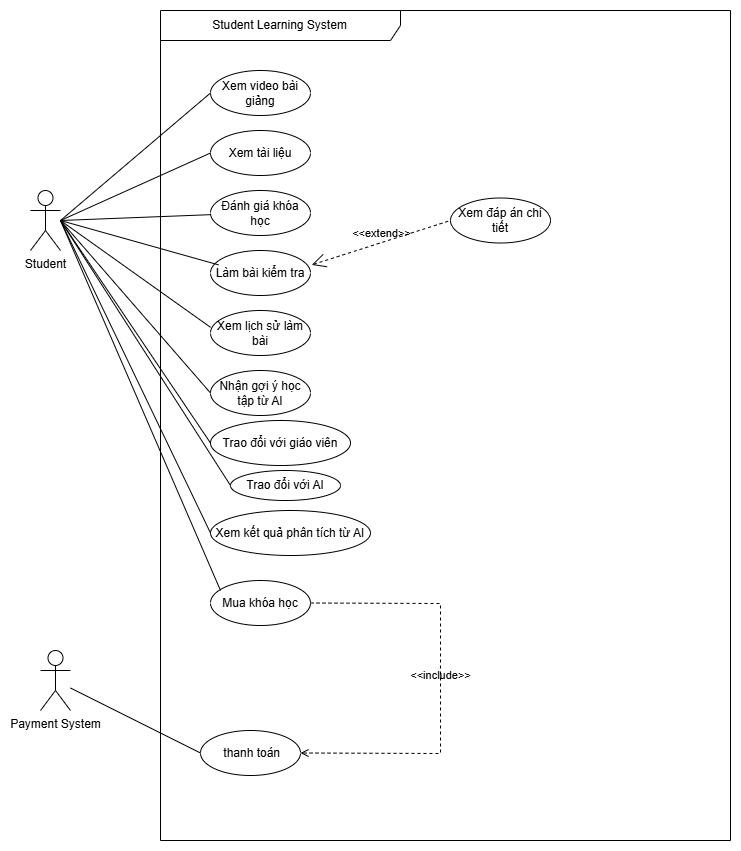 Student Learning System
Xem video bài
giảng
Xem tài liệu
Đánh giá khóa
học
Xem đáp án chi
tiết
<<extend>>
Student
Làm bài kiểm tra
Xem lịch sử làm
bài
Nhận gợi ý học
tập từ AI
Trao đổi với giáo viên
Trao đổi với AI
Xem kết quả phân tích từ AI
Mua khóa học
<<include>>
Payment System
thanh toán